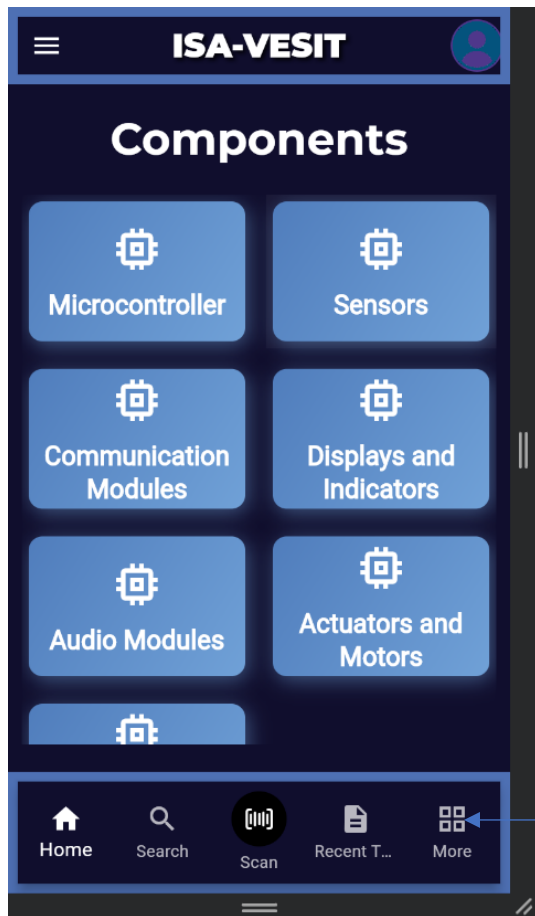 ISA-VESIT
Components
Microcontroller
Sensors
Communication
Modules
Displays and
Indicators
Audio Modules
Actuators and
Motors
Home
Search
Scan
Recent T...
More